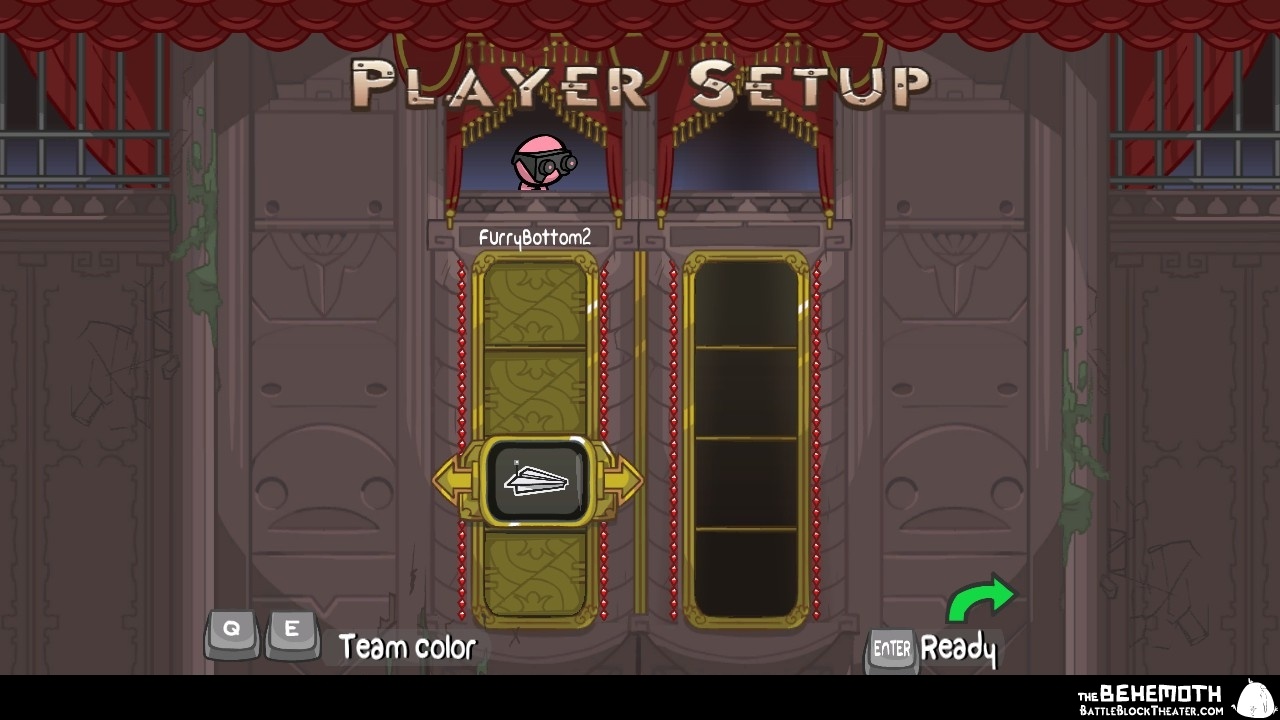 PLAYER SETUP
FurryBottom2
Q
E
Team color
ENTER
Ready
THE BEHEMOTH
BATTLEBLOCKTHEATER.COM